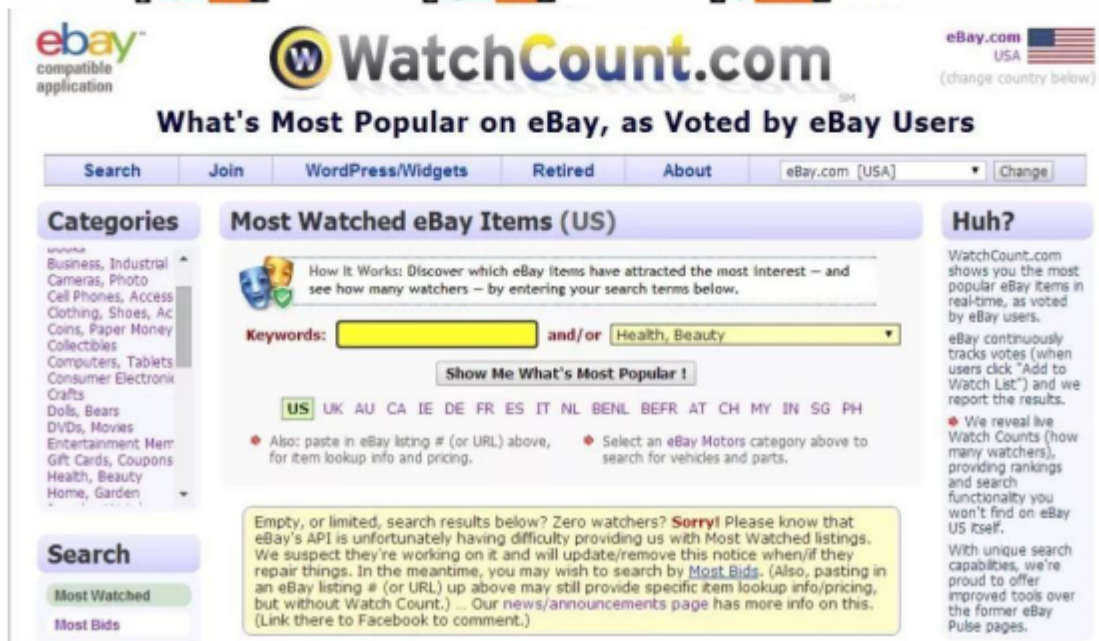 ebay
compatible
application
W WatchCount.com
SM
eBay.com
USA
(change country below)
What's Most Popular on eBay, as Voted by eBay Users
Search Join WordPress/Widgets Retired About eBay.com [USA] Change
Categories
Books
Business, Industrial
Cameras, Photo
Cell Phones, Access
Clothing, Shoes, Ac
Coins, Paper Money
Collectibles
Computers, Tablets
Consumer Electroni
Crafts
Dolls, Bears
DVDs, Movies
Entertainment Mem
Gift Cards, Coupons
Health, Beauty
Home, Garden
Search
Most Watched
Most Bids
Most Watched eBay Items (US)
How It Works: Discover which eBay items have attracted the most interest — and
see how many watchers — by entering your search terms below.
Keywords: and/or Health, Beauty
Show Me What's Most Popular !
US UK AU CA IE DE FR ES IT NL BENL BEFR AT CH MY IN SG PH
Also: paste in eBay listing # (or URL) above,
for item lookup info and pricing.
Select an eBay Motors category above to
search for vehicles and parts.
Empty, or limited, search results below? Zero watchers? Sorry! Please know that
eBay's API is unfortunately having difficulty providing us with Most Watched listings.
We suspect they're working on it and will update/remove this notice when/if they
repair things. In the meantime, you may wish to search by Most Bids. (Also, pasting in
an eBay listing # (or URL) up above may still provide specific item lookup info/pricing,
but without Watch Count.) ... Our news/announcements page has more info on this.
(Link there to Facebook to comment.)
Huh?
WatchCount.com
shows you the most
popular eBay items in
real-time, as voted
by eBay users.
eBay continuously
tracks votes (when
users click "Add to
Watch List") and we
report the results.
We reveal live
Watch Counts (how
many watchers),
providing rankings
and search
functionality you
won't find on eBay
US itself.
With unique search
capabilities, we're
proud to offer
improved tools over
the former eBay
Pulse pages.